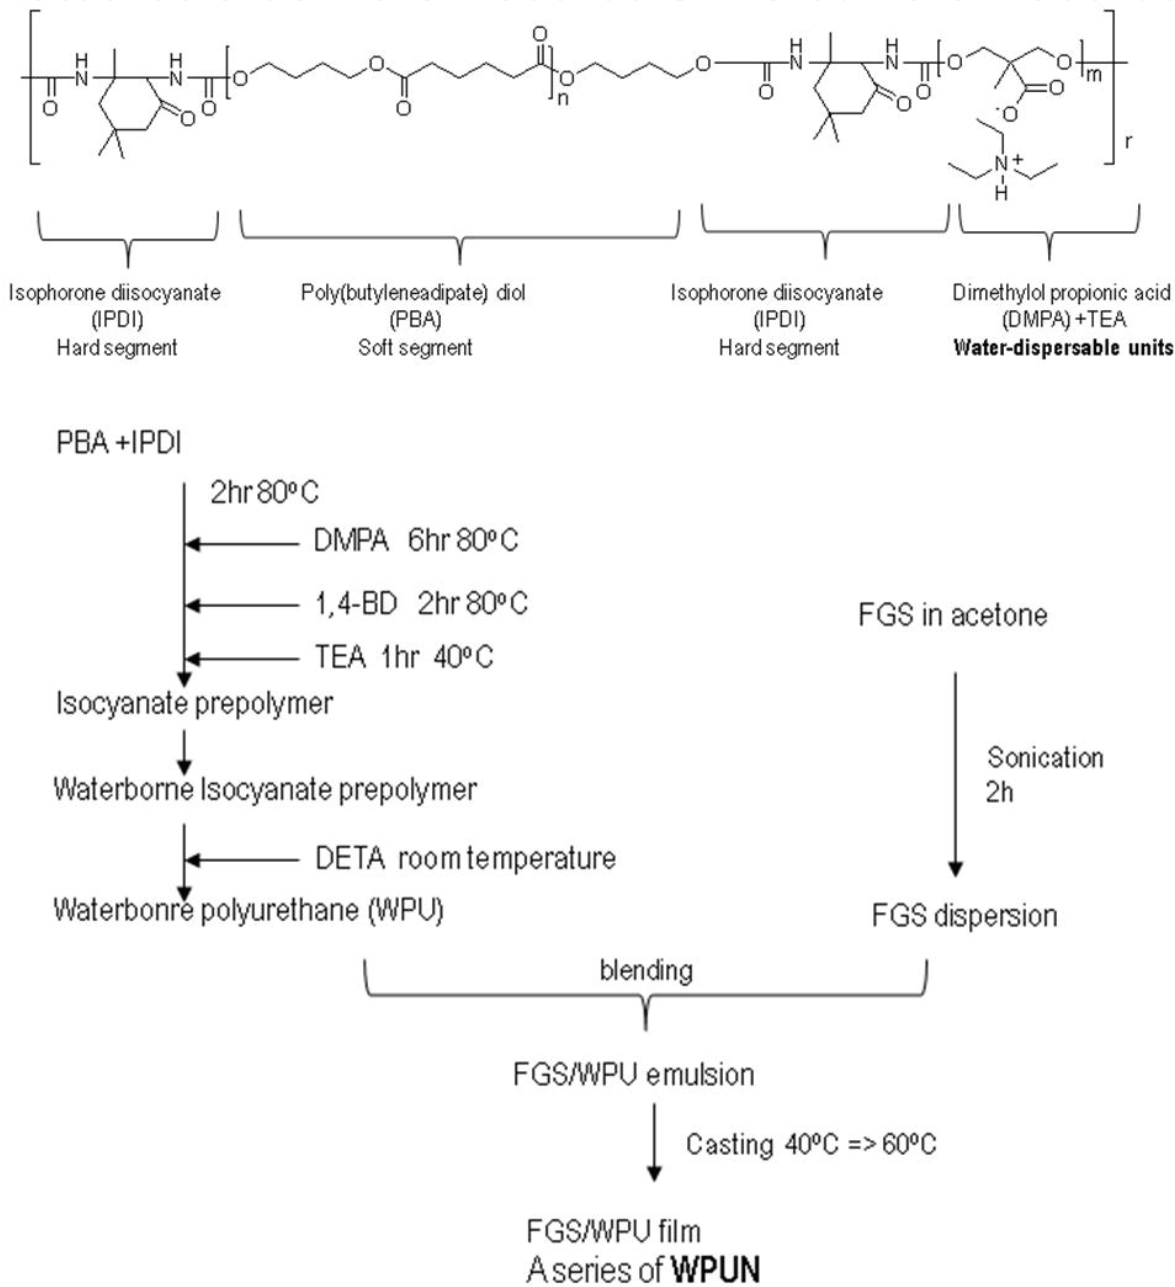 H H H H
N N N N
O O O O O O O O O O O O O
n m r
-O
N+
H
Isophorone diisocyanate
(IPDI)
Hard segment
Poly(butyleneadipate) diol
(PBA)
Soft segment
Isophorone diisocyanate
(IPDI)
Hard segment
Dimethylol propionic acid
(DMPA) +TEA
Water-dispersable units
PBA +IPDI
2hr 80ºC
DMPA 6hr 80ºC
1,4-BD 2hr 80ºC
TEA 1hr 40ºC
Isocyanate prepolymer
Waterborne Isocyanate prepolymer
DETA room temperature
Waterbonre polyurethane (WPU)
FGS in acetone
Sonication
2h
FGS dispersion
blending
FGS/WPU emulsion
Casting 40ºC => 60ºC
FGS/WPU film
A series of WPUN